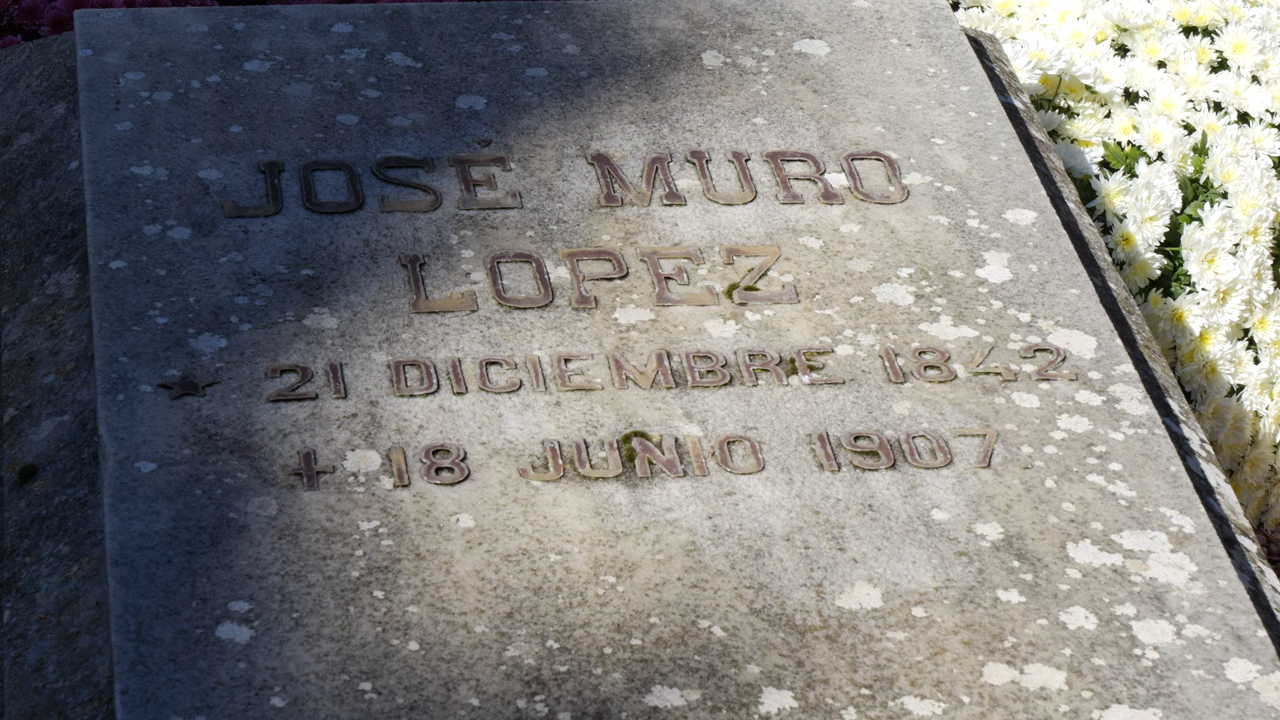 JOSÉ MURO
LOPEZ
★ 21 DICIEMBRE 1842
✝ 18 JUNIO 1907